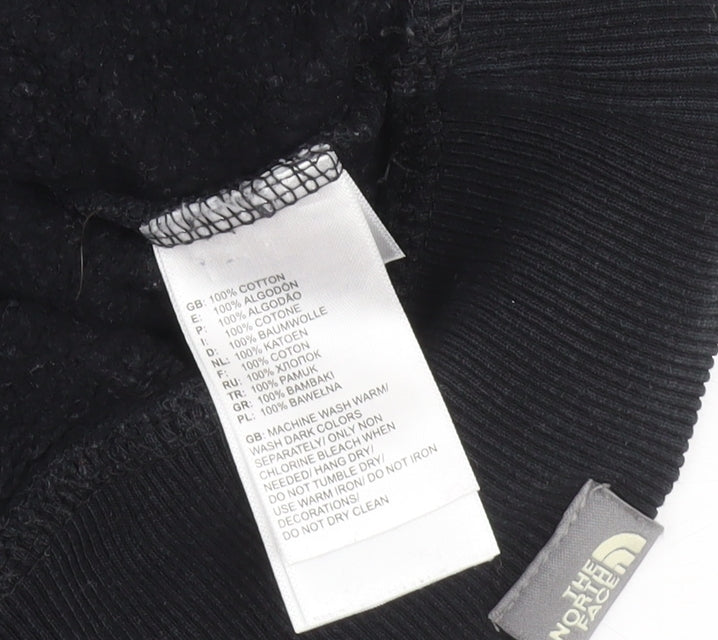 GB: 100% COTTON
E: 100% ALGODÓN
P: 100% ALGODÃO
I: 100% COTONE
D: 100% BAUMWOLLE
NL: 100% KATOEN
F: 100% COTON
RU: 100% ХЛОПОК
TR: 100% PAMUK
GR: 100% BAMBAKI
PL: 100% BAWEŁNA
GB: MACHINE WASH WARM/
WASH DARK COLORS
SEPARATELY/ ONLY NON
CHLORINE BLEACH WHEN
NEEDED/ HANG DRY/
DO NOT TUMBLE DRY/
USE WARM IRON/ DO NOT IRON
DECORATIONS/
DO NOT DRY CLEAN
THE
NORTH
FACE